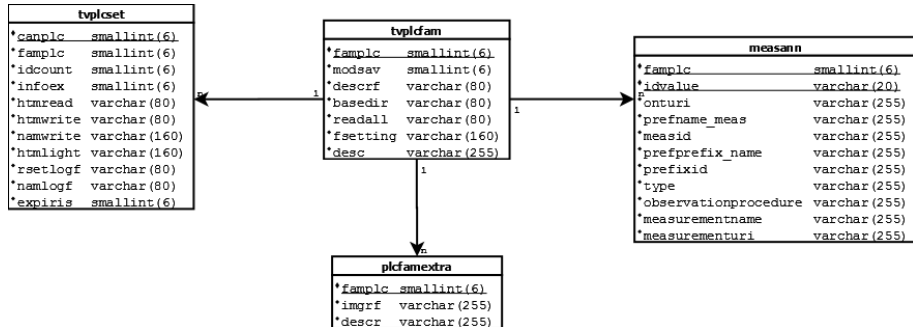 tvplcset
canplc smallint(6)
famplc smallint(6)
idcount smallint(6)
infoex smallint(6)
htmread varchar(80)
htmwrite varchar(80)
namwrite varchar(160)
htmlight varchar(160)
rsetlogf varchar(80)
namlogf varchar(80)
expiris smallint(6)
n
1
tvplcfam
famplc smallint(6)
modsav smallint(6)
descrf varchar(80)
basedir varchar(80)
readall varchar(80)
fsetting varchar(160)
desc varchar(255)
1
n
1
n
measann
famplc smallint(6)
idvalue varchar(20)
onturi varchar(255)
prefname_meas varchar(255)
measid varchar(255)
prefprefix_name varchar(255)
prefixid varchar(255)
type varchar(255)
observationprocedure varchar(255)
measurementname varchar(255)
measurementuri varchar(255)
plcfamextra
famplc smallint(6)
imgrf varchar(255)
descr varchar(255)